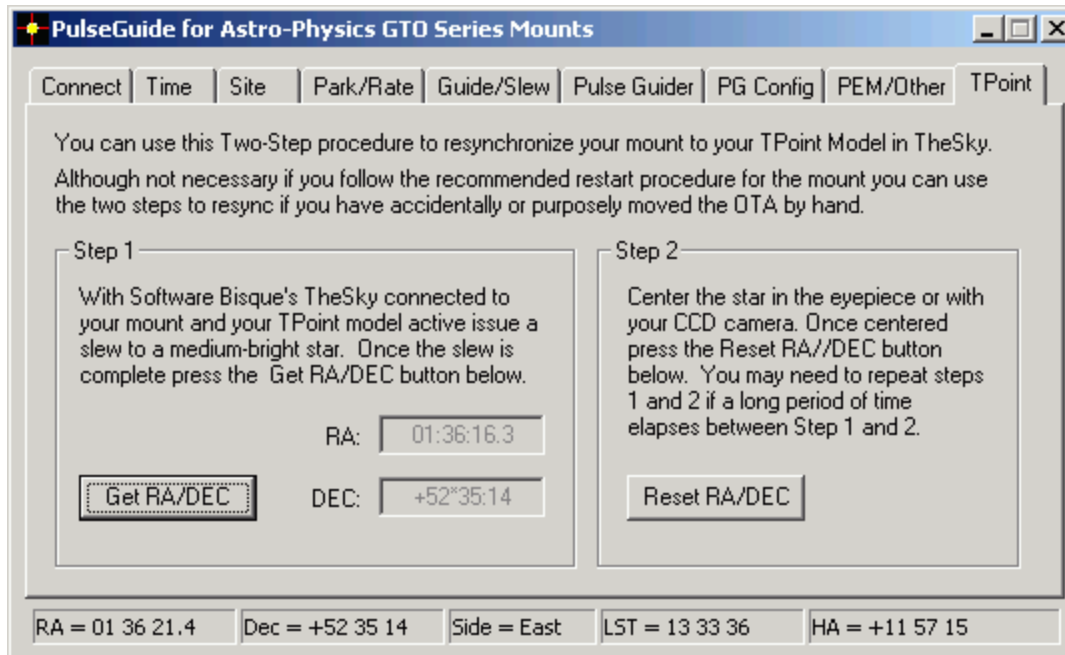 PulseGuide for Astro-Physics GTO Series Mounts
Connect Time Site Park/Rate Guide/Slew Pulse Guider PG Config PEM/Other TPoint
You can use this Two-Step procedure to resynchronize your mount to your TPoint Model in TheSky.
Although not necessary if you follow the recommended restart procedure for the mount you can use
the two steps to resync if you have accidentally or purposely moved the OTA by hand.
Step 1
With Software Bisque's TheSky connected to
your mount and your TPoint model active issue a
slew to a medium-bright star. Once the slew is
complete press the Get RA/DEC button below.
RA: 01:36:16.3
Get RA/DEC
DEC: +52*35:14
Step 2
Center the star in the eyepiece or with
your CCD camera. Once centered
press the Reset RA//DEC button
below. You may need to repeat steps
1 and 2 if a long period of time
elapses between Step 1 and 2.
Reset RA/DEC
RA = 01 36 21.4 Dec = +52 35 14 Side = East LST = 13 33 36 HA = +11 57 15